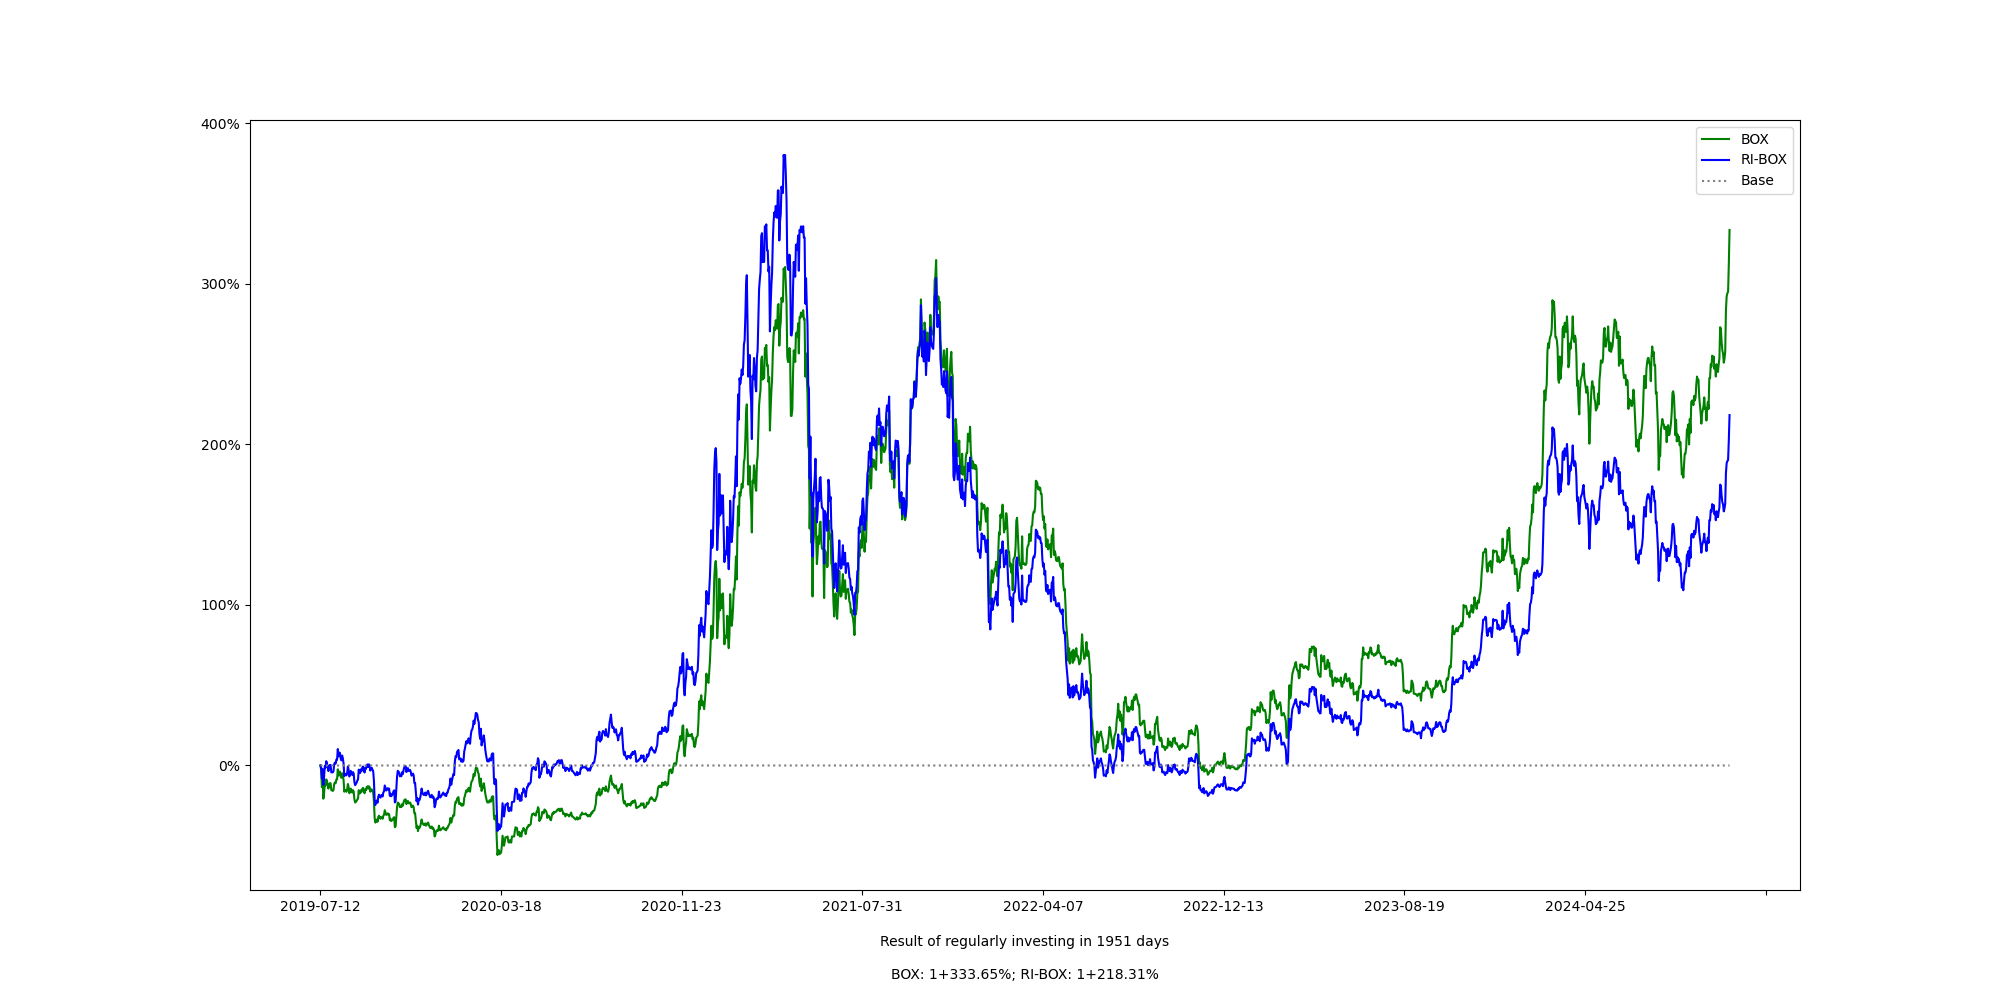 400%
300%
200%
100%
0%
BOX
RI-BOX
Base
2019-07-12 2020-03-18 2020-11-23 2021-07-31 2022-04-07 2022-12-13 2023-08-19 2024-04-25
Result of regularly investing in 1951 days
BOX: 1+333.65%; RI-BOX: 1+218.31%